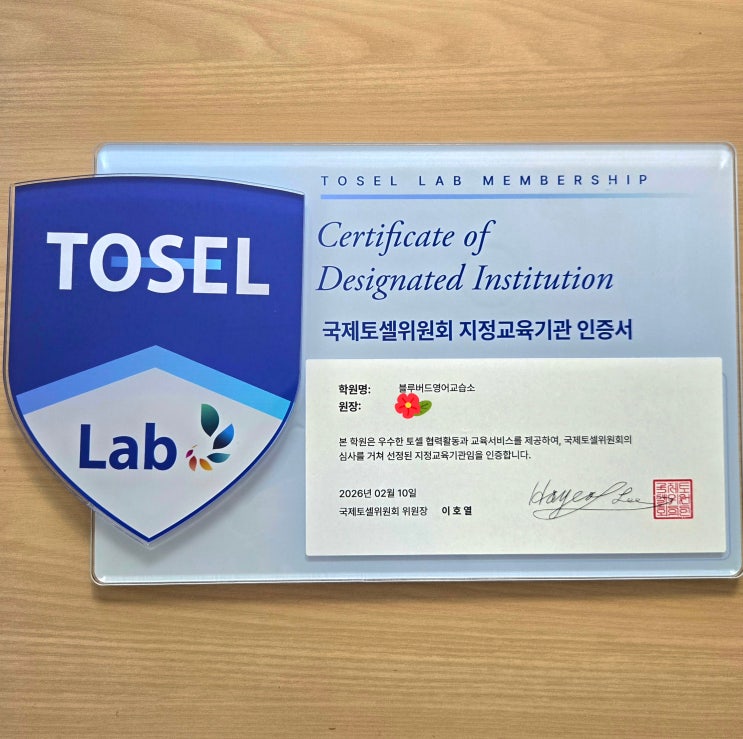 TOSEL
Lab
TOSEL LAB MEMBERSHIP
Certificate of
Designated Institution
국제토셀위원회 지정교육기관 인증서
학원명: 블루버드영어교습소
원장:
본 학원은 우수한 토셀 협력활동과 교육서비스를 제공하여, 국제토셀위원회의
심사를 거쳐 선정된 지정교육기관임을 인증합니다.
2026년 02월 10일
국제토셀위원회 위원장 이호열